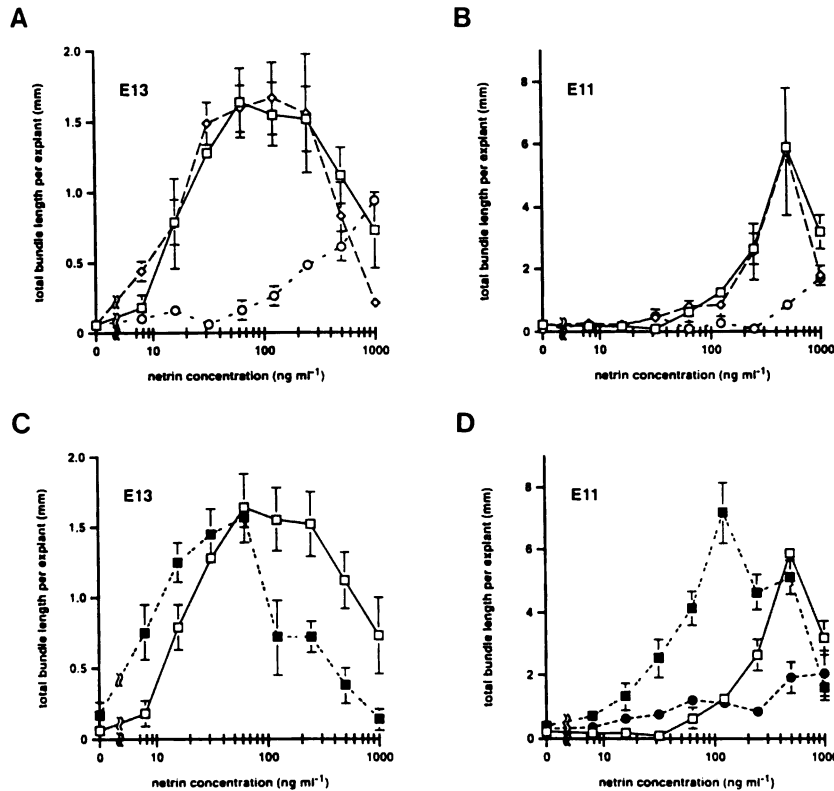 A
E13
total bundle length per explant (mm)
2.0
1.5
1.0
0.5
0
0 10 100 1000
netrin concentration (ng ml⁻¹)
B
E11
total bundle length per explant (mm)
8
6
4
2
0
0 10 100 1000
netrin concentration (ng ml⁻¹)
C
E13
total bundle length per explant (mm)
2.0
1.5
1.0
0.5
0
0 10 100 1000
netrin concentration (ng ml⁻¹)
D
E11
total bundle length per explant (mm)
8
6
4
2
0
0 10 100 1000
netrin concentration (ng ml⁻¹)